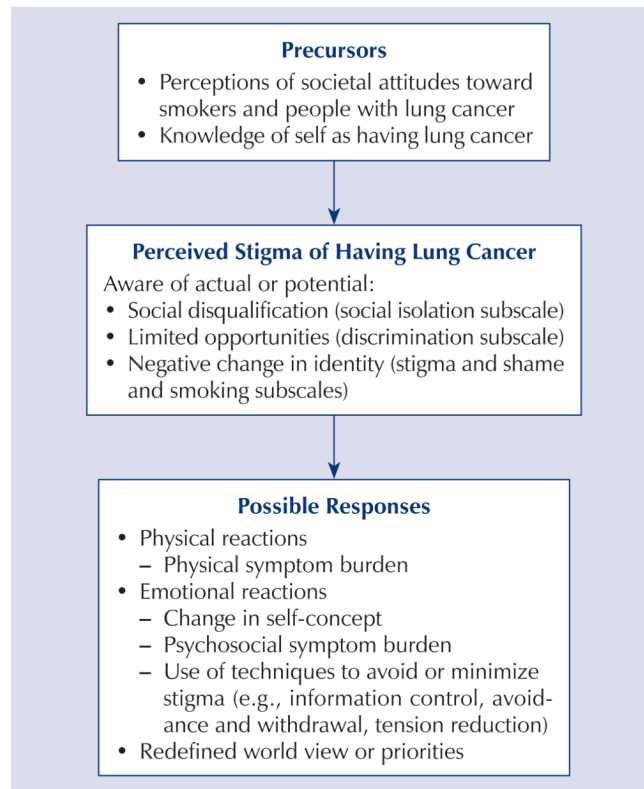 Precursors
• Perceptions of societal attitudes toward
smokers and people with lung cancer
• Knowledge of self as having lung cancer
Perceived Stigma of Having Lung Cancer
Aware of actual or potential:
• Social disqualification (social isolation subscale)
• Limited opportunities (discrimination subscale)
• Negative change in identity (stigma and shame
and smoking subscales)
Possible Responses
• Physical reactions
– Physical symptom burden
• Emotional reactions
– Change in self-concept
– Psychosocial symptom burden
– Use of techniques to avoid or minimize
stigma (e.g., information control, avoid-
ance and withdrawal, tension reduction)
• Redefined world view or priorities